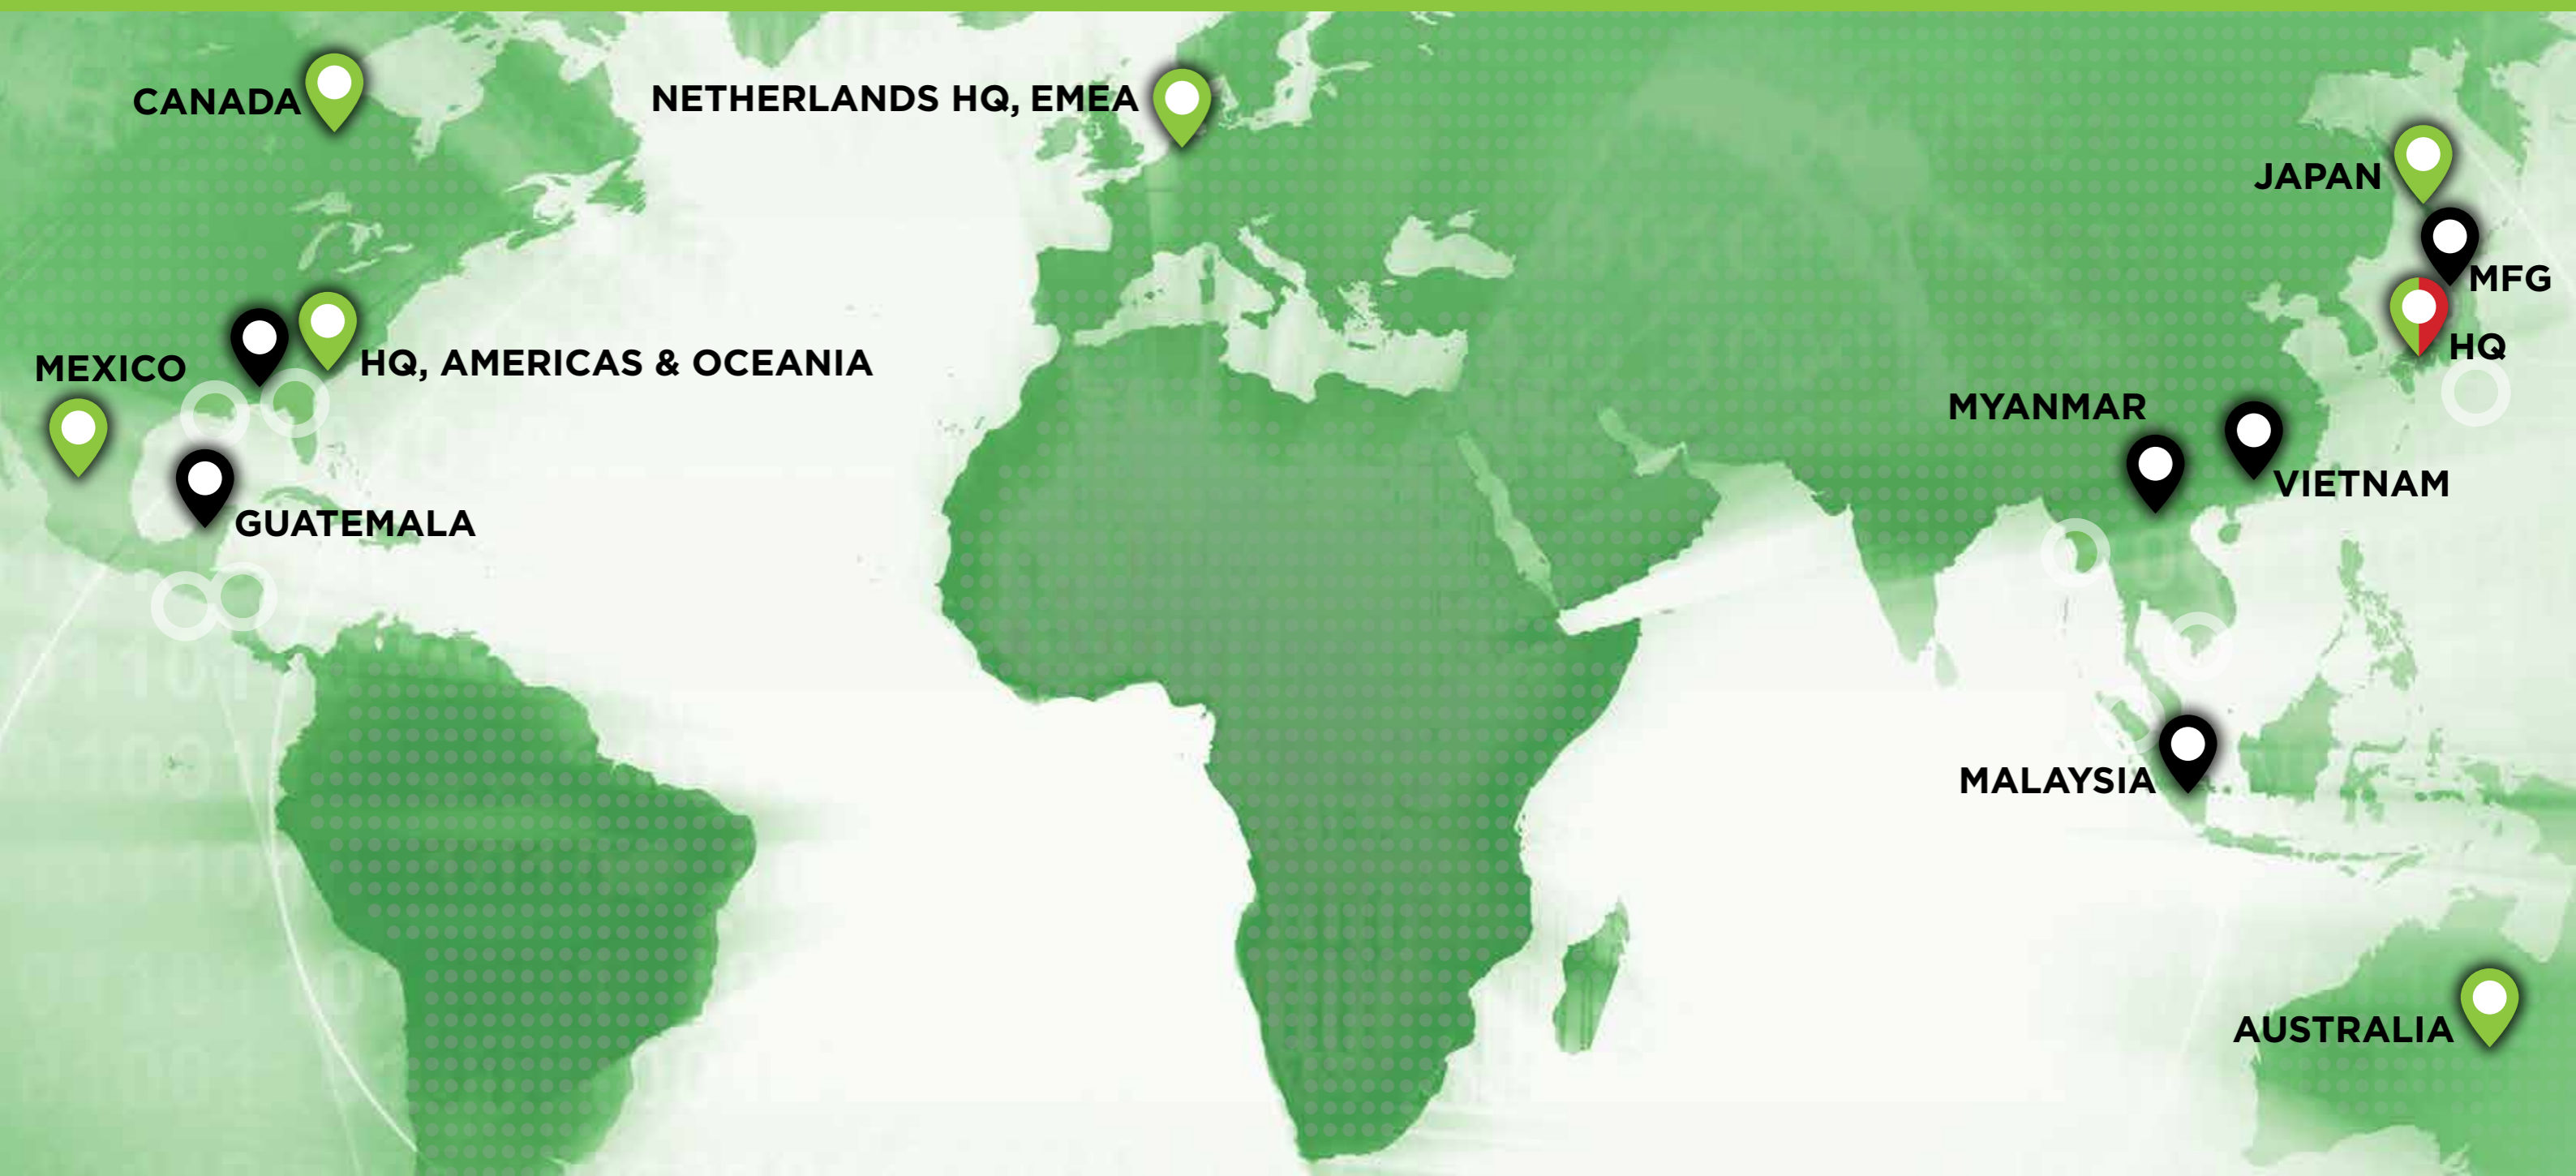 CANADA
NETHERLANDS HQ, EMEA
JAPAN
MFG
HQ
MEXICO
HQ, AMERICAS & OCEANIA
MYANMAR
VIETNAM
GUATEMALA
MALAYSIA
AUSTRALIA